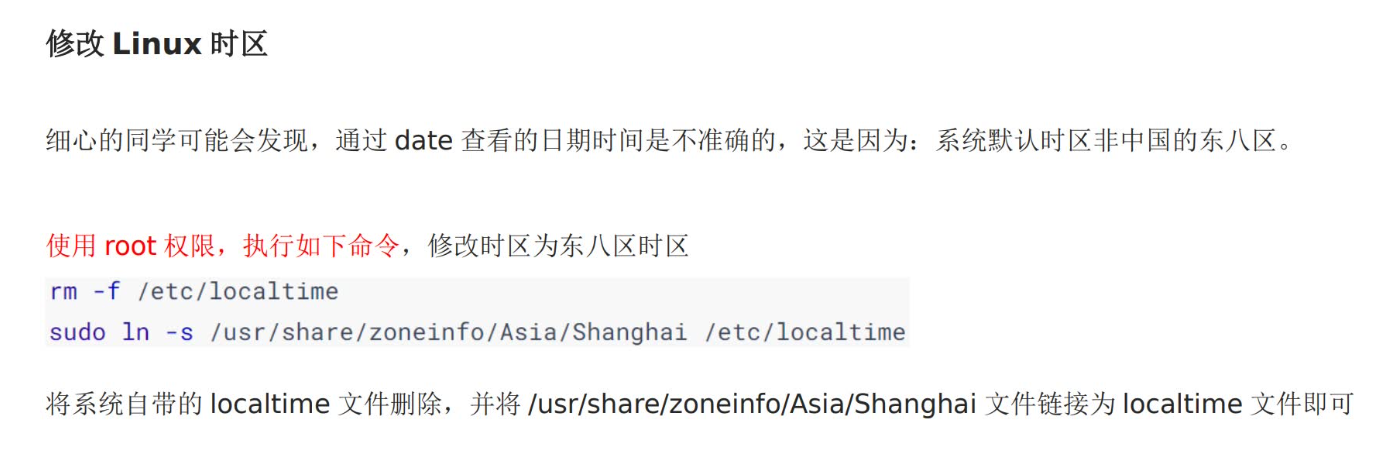 修改 Linux 时区
细心的同学可能会发现，通过 date 查看的日期时间是不准确的，这是因为：系统默认时区非中国的东八区。
使用 root 权限，执行如下命令，修改时区为东八区时区
rm -f /etc/localtime
sudo ln -s /usr/share/zoneinfo/Asia/Shanghai /etc/localtime
将系统自带的 localtime 文件删除，并将 /usr/share/zoneinfo/Asia/Shanghai 文件链接为 localtime 文件即可